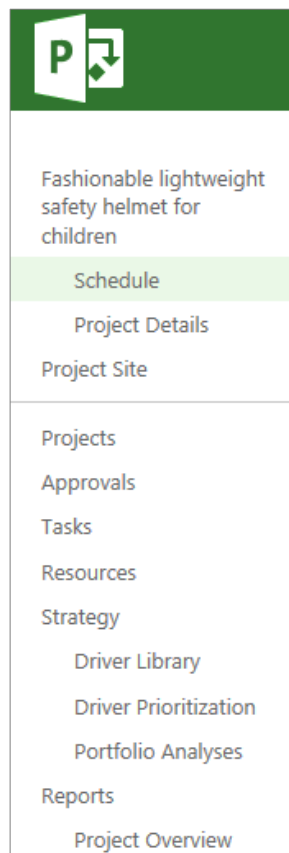 P
Fashionable lightweight
safety helmet for
children
Schedule
Project Details
Project Site
Projects
Approvals
Tasks
Resources
Strategy
Driver Library
Driver Prioritization
Portfolio Analyses
Reports
Project Overview